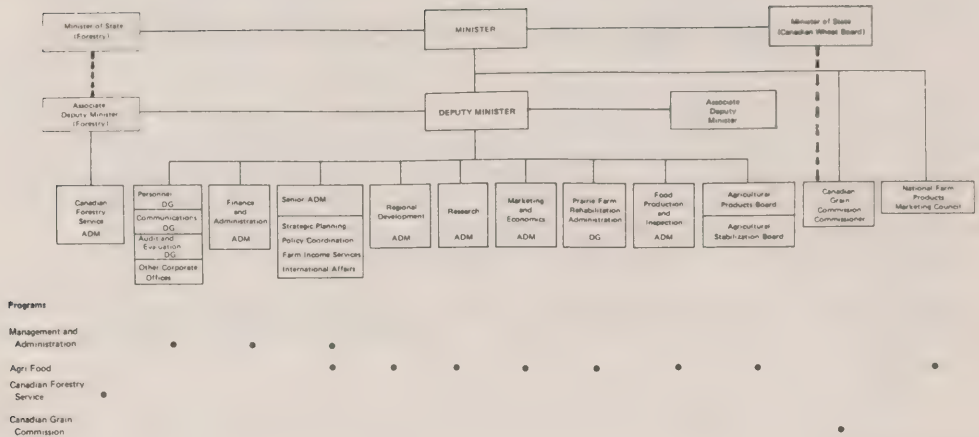 Minister of State
(Forestry)
MINISTER
Minister of State
(Canadian Wheat Board)
Associate
Deputy Minister
(Forestry)
DEPUTY MINISTER
Associate
Deputy
Minister
Canadian
Forestry
Service
ADM
Personnel
DG
Communications
DG
Audit and
Evaluation
DG
Other Corporate
Offices
Finance
and
Administration
ADM
Senior ADM
Strategic Planning
Policy Coordination
Farm Income Services
International Affairs
Regional
Development
ADM
Research
ADM
Marketing
and
Economics
ADM
Prairie Farm
Rehabilitation
Administration
DG
Food
Production
and
Inspection
ADM
Agricultural
Products Board
Agricultural
Stabilization Board
Canadian
Grain
Commission
Commissioner
National Farm
Products
Marketing Council
Programs
Management and
Administration
Agri Food
Canadian Forestry
Service
Canadian Grain
Commission